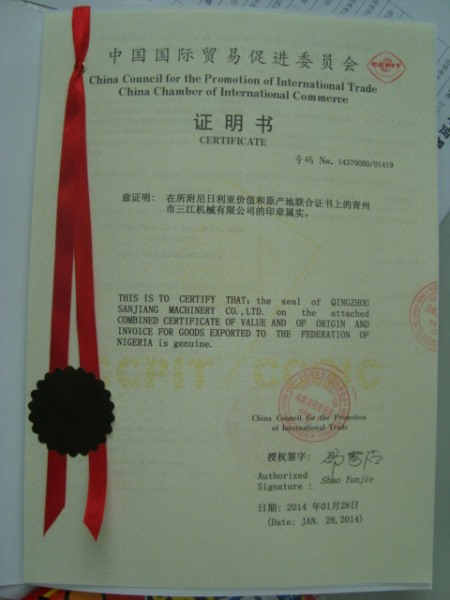 中国国际贸易促进委员会
CCPIT
China Council for the Promotion of International Trade
China Chamber of International Commerce
证明书
CERTIFICATE
号码 No. 14370080/01419
兹证明: 在所附尼日利亚价值和原产地联合证书上的青州
市三江机械有限公司的印章属实。
THIS IS TO CERTIFY THAT: the seal of QINGZHOU
SANJIANG MACHINERY CO.,LTD. on the attached
COMBINED CERTIFICATE OF VALUE AND OF ORIGIN AND
INVOICE FOR GOODS EXPORTED TO THE FEDERATION OF
NIGERIA is genuine.
CCPIT/CCOIC
China Council for the Promotion
of International Trade
授权签字:
Authorised
Signature :
Shao Yunjie
日期: 2014 年01月28日
(Date: JAN. 28,2014)